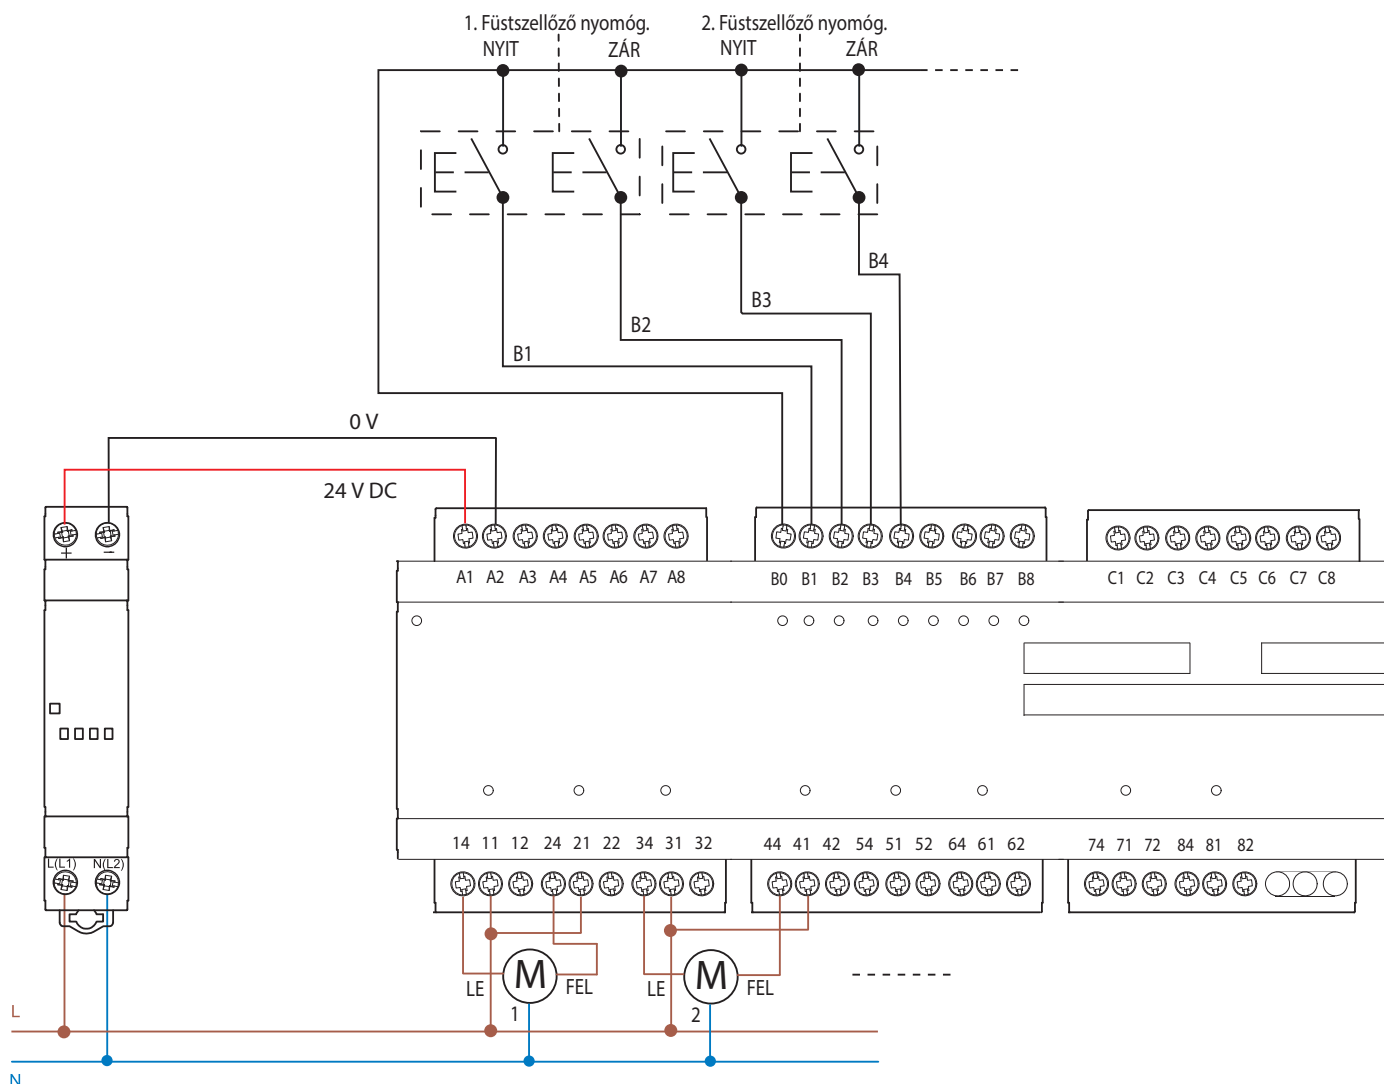 1. Füstszellőző nyomóg. 2. Füstszellőző nyomóg.
NYIT ZÁR NYIT ZÁR
B4
B3
B2
B1
0 V
24 V DC
+ −
A1 A2 A3 A4 A5 A6 A7 A8 B0 B1 B2 B3 B4 B5 B6 B7 B8 C1 C2 C3 C4 C5 C6 C7 C8
14 11 12 24 21 22 34 31 32 44 41 42 54 51 52 64 61 62 74 71 72 84 81 82
L(L1) N(L2)
M M
LE FEL LE FEL
1 2
L
N